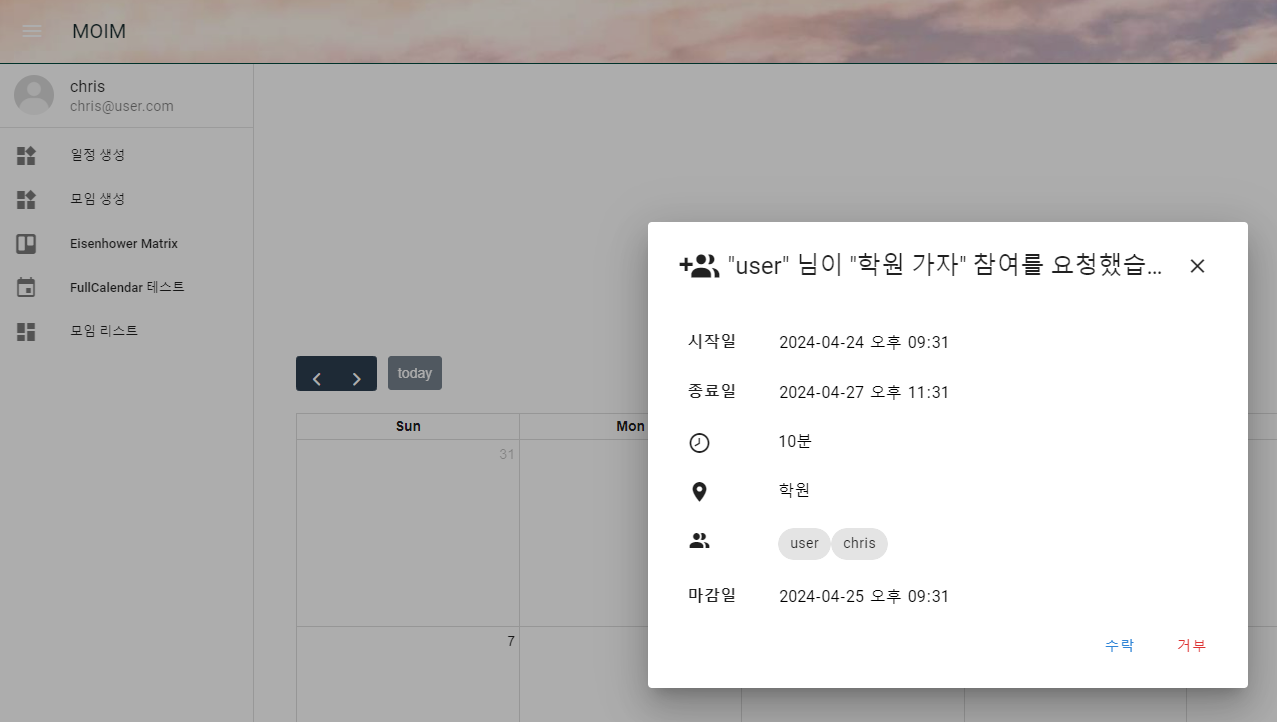 MOIM
chris
chris@user.com
일정 생성
모임 생성
Eisenhower Matrix
FullCalendar 테스트
모임 리스트
today
Sun
Mon
31
7
"user" 님이 "학원 가자" 참여를 요청했습...
시작일 2024-04-24 오후 09:31
종료일 2024-04-27 오후 11:31
10분
학원
user chris
마감일 2024-04-25 오후 09:31
수락 거부